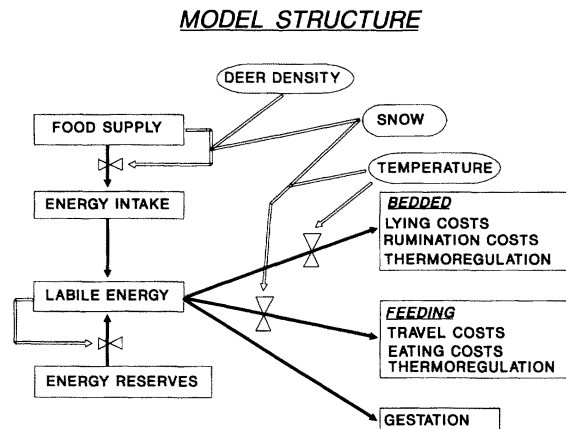 MODEL STRUCTURE
DEER DENSITY
FOOD SUPPLY
SNOW
TEMPERATURE
ENERGY INTAKE
BEDDED
LYING COSTS
RUMINATION COSTS
THERMOREGULATION
LABILE ENERGY
FEEDING
TRAVEL COSTS
EATING COSTS
THERMOREGULATION
ENERGY RESERVES
GESTATION